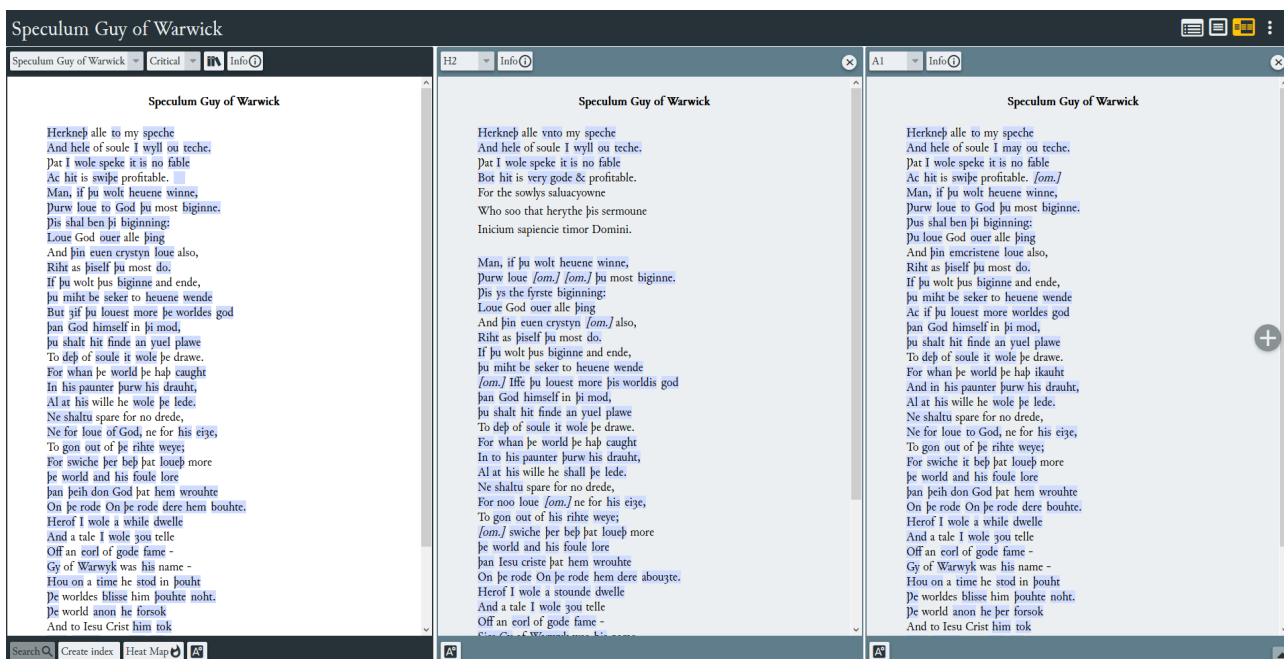 Speculum Guy of Warwick
Speculum Guy of Warwick Critical Info
Speculum Guy of Warwick
Herkneþ alle to my speche
And hele of soule I wyll ou teche.
Þat I wole speke it is no fable
Ac hit is swiþe profitable.
Man, if þu wolt heuene winne,
Þurw loue to God þu most biginne.
Þis shal ben þi biginning:
Loue God ouer alle þing
And þin euen crystyn loue also,
Riht as þiself þu most do.
If þu wolt þus biginne and ende,
þu miht be seker to heuene wende
But ȝif þu louest more þe worldes god
þan God himself in þi mod,
þu shalt hit finde an yuel plawe
To deþ of soule it wole þe drawe.
For whan þe world þe haþ caught
In his paunter þurw his drauht,
Al at his wille he wole þe lede.
Ne shaltu spare for no drede,
Ne for loue of God, ne for his eiȝe,
To gon out of þe rihte weye;
For swiche þer beþ þat loueþ more
þe world and his foule lore
þan þeih don God þat hem wrouhte
On þe rode On þe rode dere hem bouhte.
Herof I wole a while dwelle
And a tale I wole ȝou telle
Off an eorl of gode fame -
Gy of Warwyk was his name -
Hou on a time he stod in þouht
Þe worldes blisse him þouhte noht.
Þe world anon he forsok
And to Iesu Crist him tok
Search Create index Heat Map
H2 Info
Speculum Guy of Warwick
Herkneþ alle vnto my speche
And hele of soule I wyll ou teche.
Þat I wole speke it is no fable
Bot hit is very gode & profitable.
For the sowlys saluacyowne
Who soo that herythe þis sermoune
Inicium sapiencie timor Domini.
Man, if þu wolt heuene winne,
Þurw loue [om.] [om.] þu most biginne.
Þis ys the fyrste biginning:
Loue God ouer alle þing
And þin euen crystyn [om.] also,
Riht as þiself þu most do.
If þu wolt þus biginne and ende,
þu miht be seker to heuene wende
[om.] Iffe þu louest more þis worldis god
þan God himself in þi mod,
þu shalt hit finde an yuel plawe
To deþ of soule it wole þe drawe.
For whan þe world þe haþ caught
In to his paunter þurw his drauht,
Al at his wille he shall þe lede.
Ne shaltu spare for no drede,
For noo loue [om.] ne for his eiȝe,
To gon out of his rihte weye;
[om.] swiche þer beþ þat loueþ more
þe world and his foule lore
þan Iesu criste þat hem wrouhte
On þe rode On þe rode hem dere abouȝte.
Herof I wole a stounde dwelle
And a tale I wole ȝou telle
Off an eorl of gode fame -
A1 Info
Speculum Guy of Warwick
Herkneþ alle to my speche
And hele of soule I may ou teche.
Þat I wole speke it is no fable
Ac hit is swiþe profitable. [om.]
Man, if þu wolt heuene winne,
Þurw loue to God þu most biginne.
Þus shal ben þi biginning:
Þu loue God ouer alle þing
And þin emcristene loue also,
Riht as þiself þu most do.
If þu wolt þus biginne and ende,
þu miht be seker to heuene wende
Ac if þu louest more worldes god
þan God himself in þi mod,
þu shalt hit finde an yuel plawe
To deþ of soule it wole þe drawe.
For whan þe world þe haþ ikauht
And in his paunter þurw his drauht,
Al at his wille he wole þe lede.
Ne shaltu spare for no drede,
Ne for loue to God, ne for his eiȝe,
To gon out of þe rihte weye;
For swiche it beþ þat loueþ more
þe world and his foule lore
þan þeih don God þat hem wrouhte
On þe rode On þe rode dere bouhte.
Herof I wole a while dwelle
And a tale I wole ȝou telle
Off an eorl of gode fame -
Gy of Warwyk was his name -
Hou on a time he stod in þouht
Þe worldes blisse him þouhte noht.
Þe world anon he þer forsok
And to Iesu Crist him tok